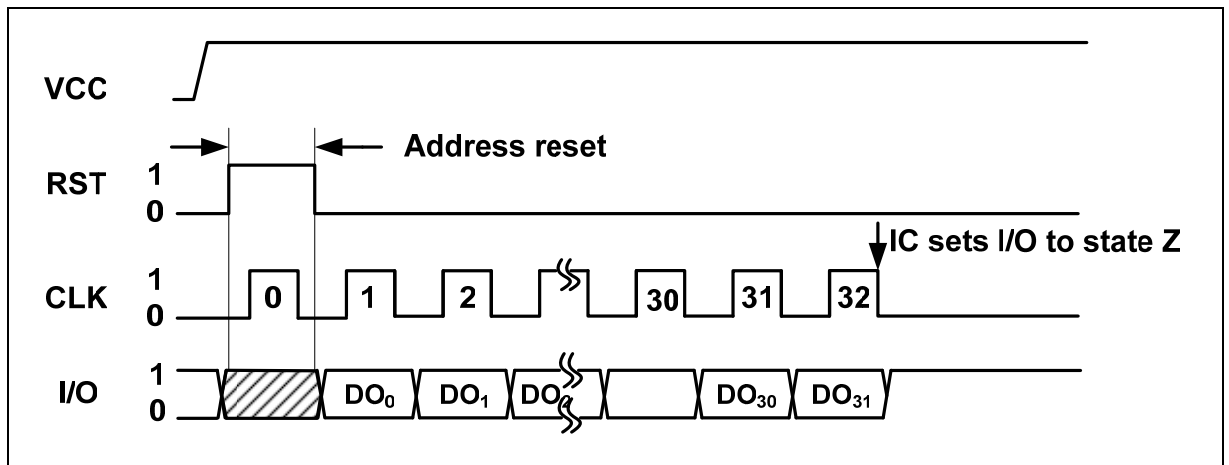 VCC
Address reset
RST 1
0
IC sets I/O to state Z
CLK 1 0 1 2 30 31 32
0
I/O 1 DO₀ DO₁ DO DO₃₀ DO₃₁
0